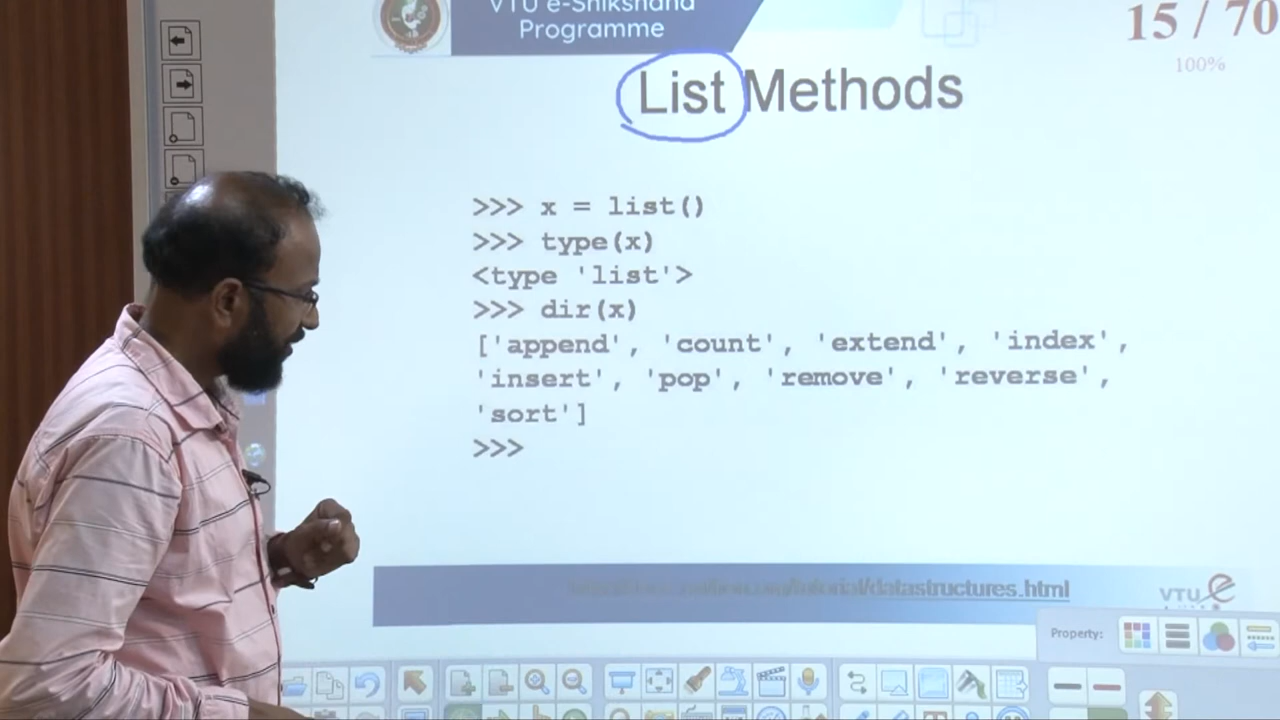 VTU e-Shikshana
Programme
15 / 70
100%
List Methods
>>> x = list()
>>> type(x)
<type 'list'>
>>> dir(x)
['append', 'count', 'extend', 'index',
'insert', 'pop', 'remove', 'reverse',
'sort']
>>>
datastructures.html
VTU e
Property: